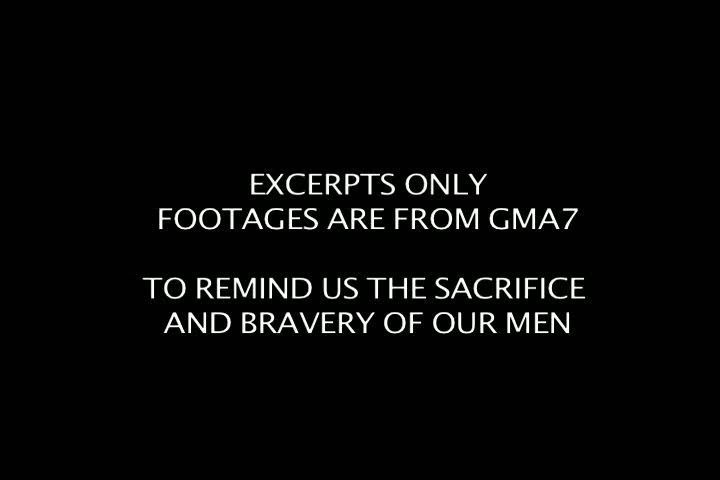 EXCERPTS ONLY
FOOTAGES ARE FROM GMA7
TO REMIND US THE SACRIFICE
AND BRAVERY OF OUR MEN